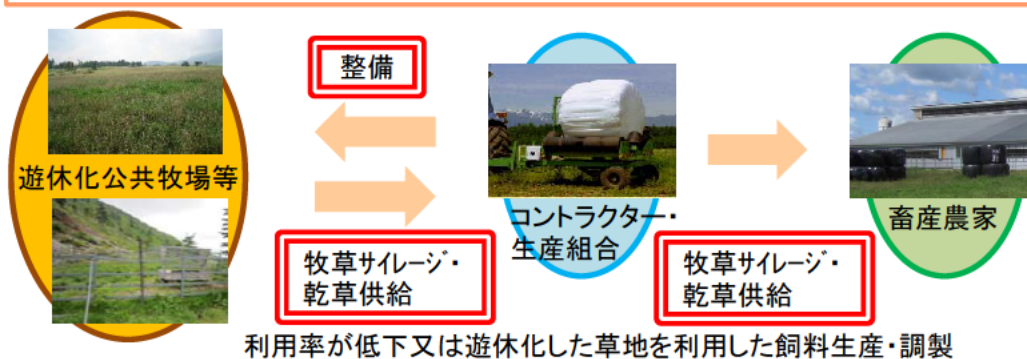 整備
遊休化公共牧場等
コントラクター・
生産組合
畜産農家
牧草サイレージ・
乾草供給
牧草サイレージ・
乾草供給
利用率が低下又は遊休化した草地を利用した飼料生産・調製